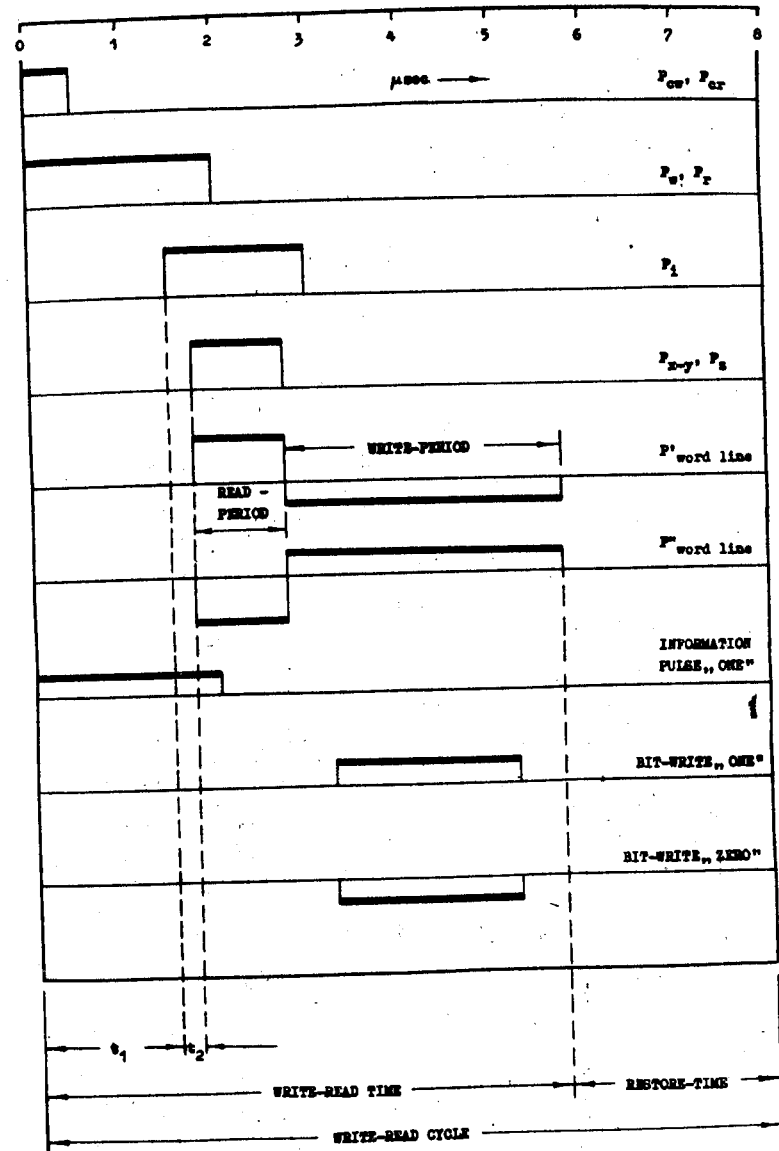 0 1 2 3 4 5 6 7 8
μsec
P_cw, P_cr
P_w, P_r
P_i
P_x-y, P_s
WRITE-PERIOD
P'word line
READ-
PERIOD
P"word line
INFORMATION
PULSE„ONE"
BIT-WRITE„ONE"
BIT-WRITE„ZERO"
t₁
t₂
WRITE-READ TIME
RESTORE-TIME
WRITE-READ CYCLE